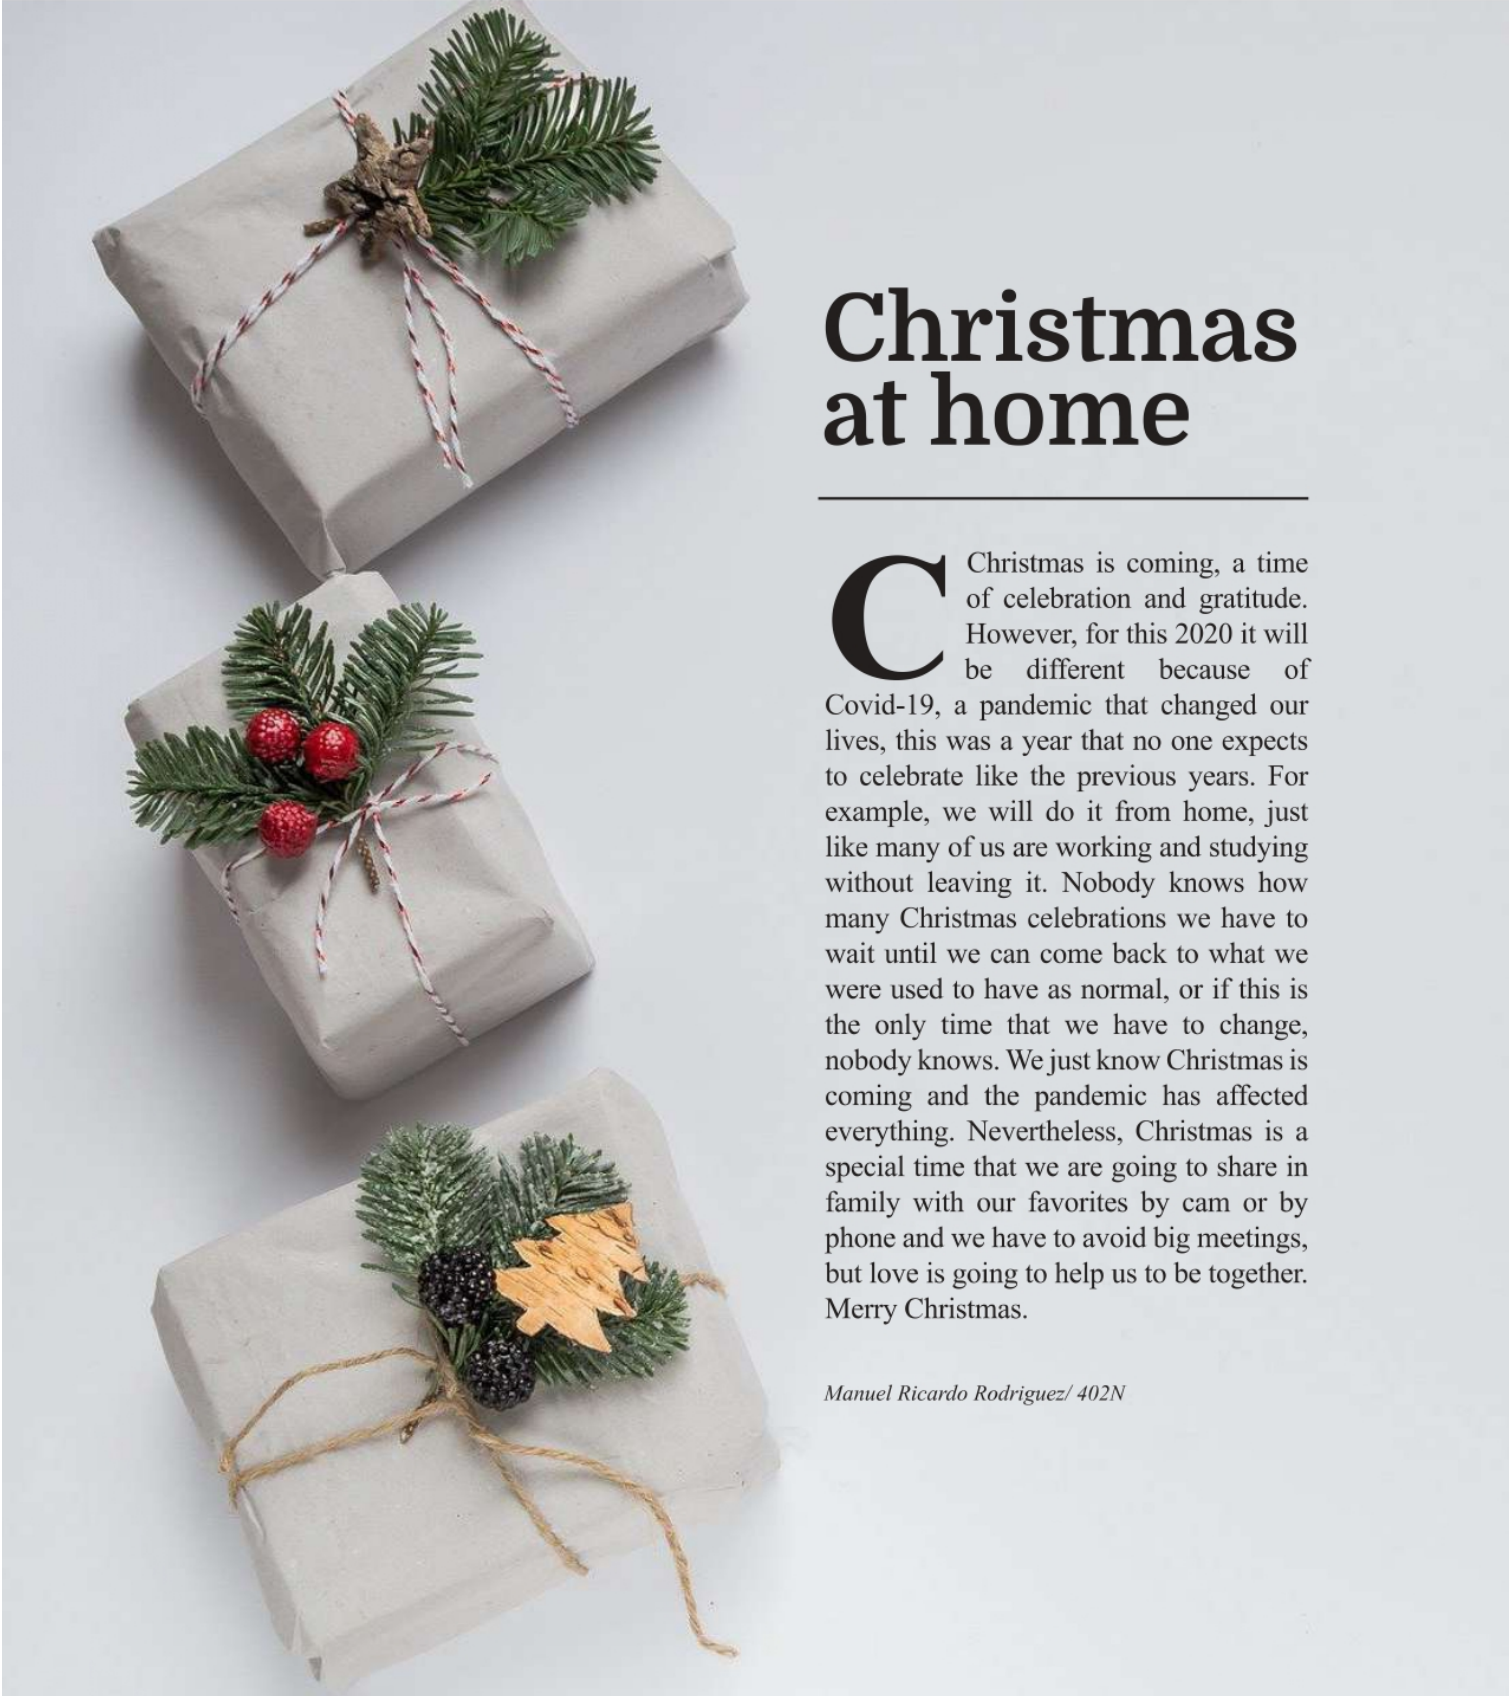 Christmas
at home
C Christmas is coming, a time
of celebration and gratitude.
However, for this 2020 it will
be different because of
Covid-19, a pandemic that changed our
lives, this was a year that no one expects
to celebrate like the previous years. For
example, we will do it from home, just
like many of us are working and studying
without leaving it. Nobody knows how
many Christmas celebrations we have to
wait until we can come back to what we
were used to have as normal, or if this is
the only time that we have to change,
nobody knows. We just know Christmas is
coming and the pandemic has affected
everything. Nevertheless, Christmas is a
special time that we are going to share in
family with our favorites by cam or by
phone and we have to avoid big meetings,
but love is going to help us to be together.
Merry Christmas.
Manuel Ricardo Rodriguez/ 402N